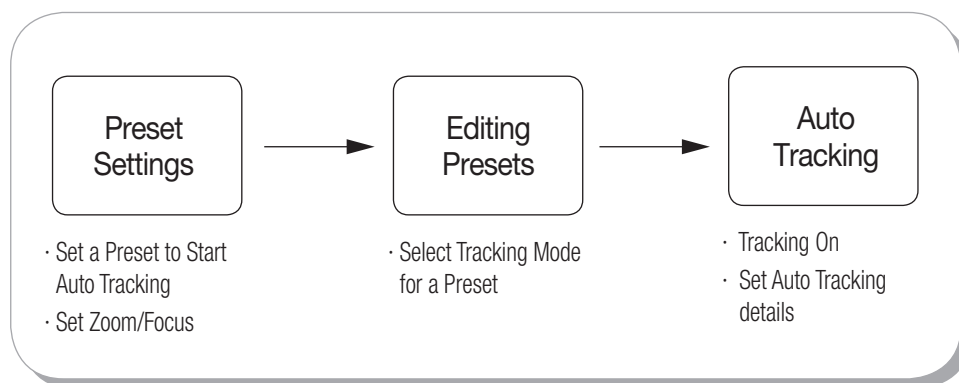 Preset
Settings
· Set a Preset to Start
Auto Tracking
· Set Zoom/Focus
Editing
Presets
· Select Tracking Mode
for a Preset
Auto
Tracking
· Tracking On
· Set Auto Tracking
details